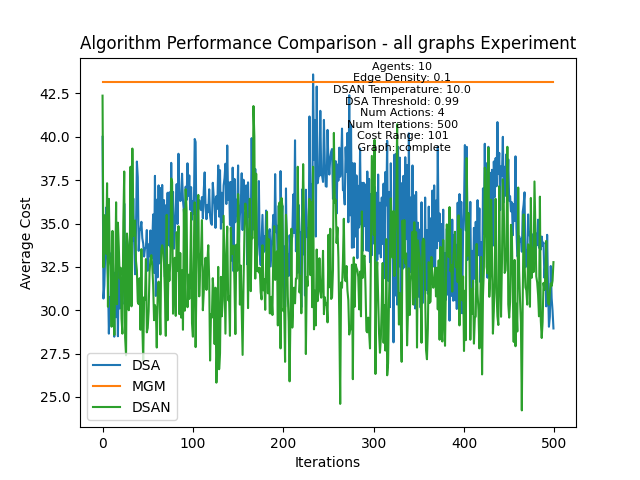 Algorithm Performance Comparison - all graphs Experiment
Agents: 10
Edge Density: 0.1
DSAN Temperature: 10.0
DSA Threshold: 0.99
Num Actions: 4
Num Iterations: 500
Cost Range: 101
Graph: complete
Average Cost
42.5
40.0
37.5
35.0
32.5
30.0
27.5
25.0
DSA
MGM
DSAN
0 100 200 300 400 500
Iterations